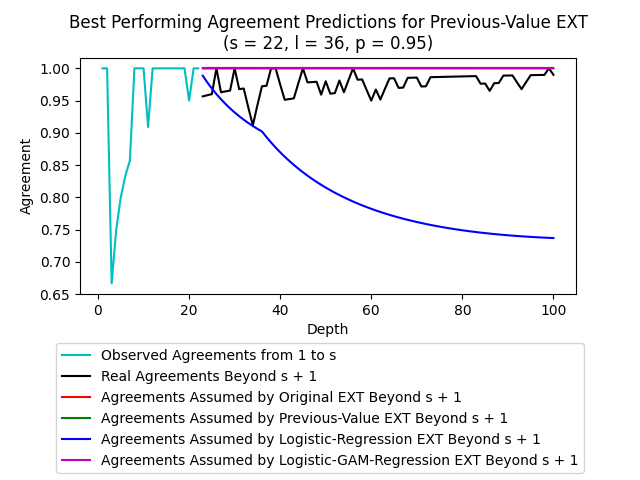 Best Performing Agreement Predictions for Previous-Value EXT
(s = 22, l = 36, p = 0.95)
1.00
0.95
0.90
0.85
0.80
0.75
0.70
0.65
Agreement
0 20 40 60 80 100
Depth
Observed Agreements from 1 to s
Real Agreements Beyond s + 1
Agreements Assumed by Original EXT Beyond s + 1
Agreements Assumed by Previous-Value EXT Beyond s + 1
Agreements Assumed by Logistic-Regression EXT Beyond s + 1
Agreements Assumed by Logistic-GAM-Regression EXT Beyond s + 1